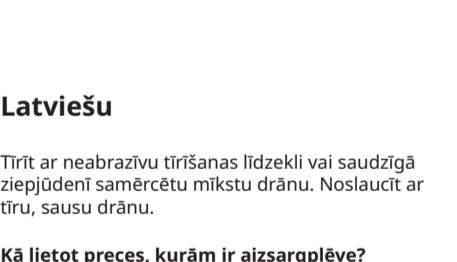 Latviešu
Tīrīt ar neabrazīvu tīrīšanas līdzekli vai saudzīgā
ziepjūdenī samērcētu mīkstu drānu. Noslaucīt ar
tīru, sausu drānu.
Kā lietot preces, kurām ir aizsargplēve?